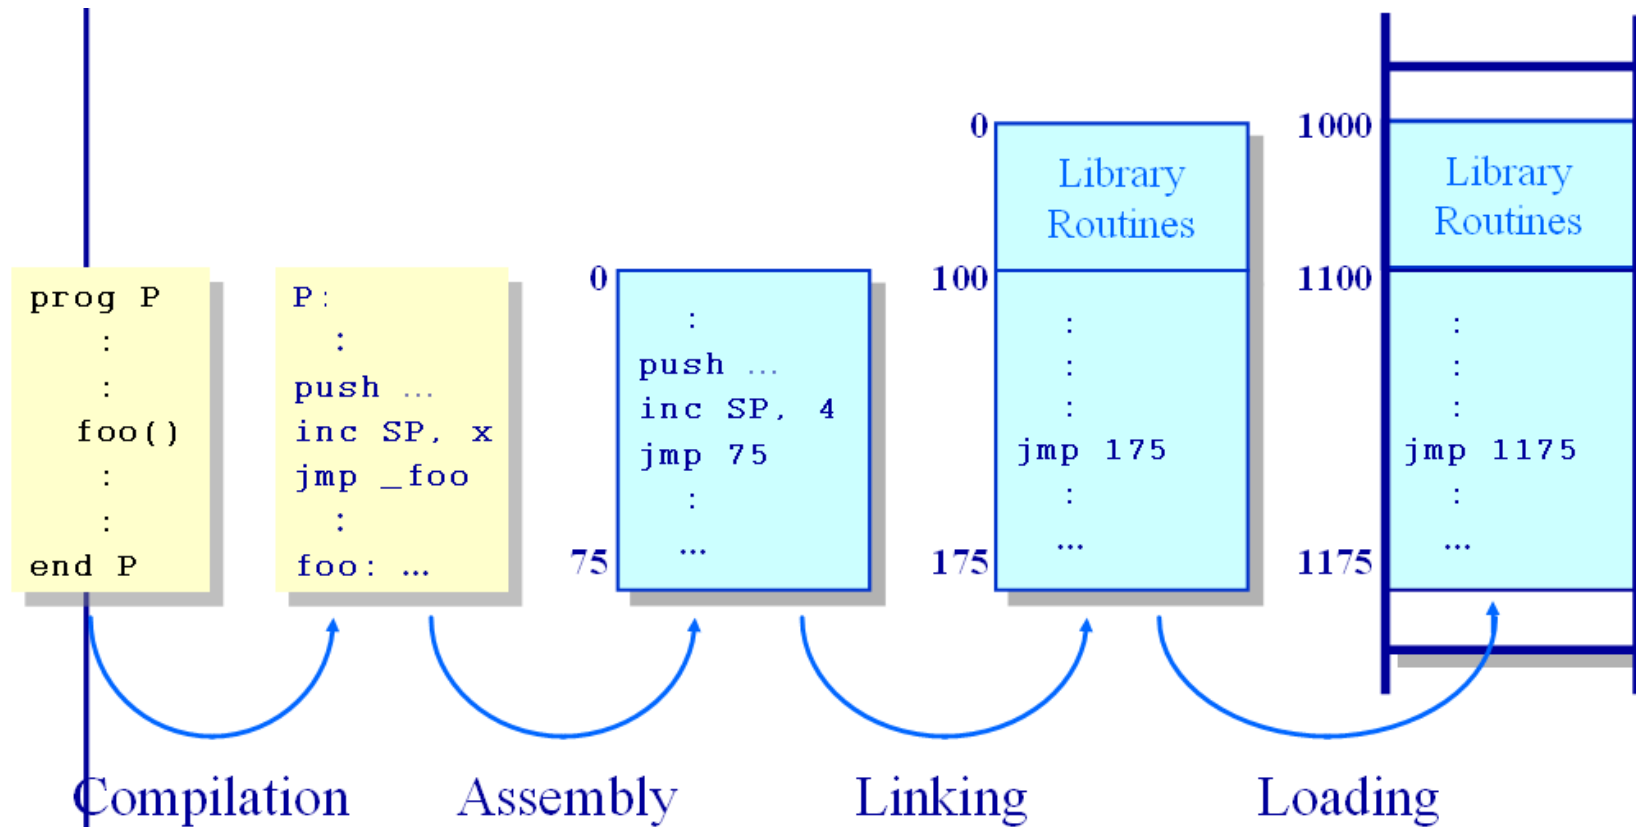 prog P
:
:
foo()
:
:
end P
P:
:
push ...
inc SP, x
jmp _foo
:
foo: ...
0
75
:
push ...
inc SP, 4
jmp 75
:
...
0
100
175
Library
Routines
:
:
:
jmp 175
:
...
1000
1100
1175
Library
Routines
:
:
:
jmp 1175
:
...
Compilation
Assembly
Linking
Loading